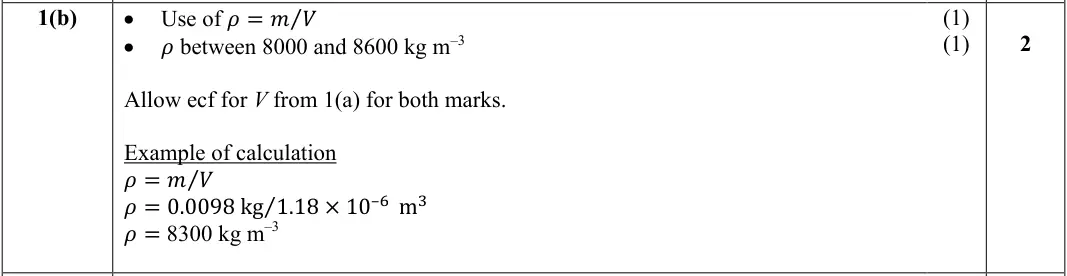 1(b) • Use of 𝜌 = 𝑚/𝑉 (1)
• 𝜌 between 8000 and 8600 kg m⁻³ (1) 2
Allow ecf for V from 1(a) for both marks.
Example of calculation
𝜌 = 𝑚/𝑉
𝜌 = 0.0098 kg/1.18 × 10⁻⁶ m³
𝜌 = 8300 kg m⁻³